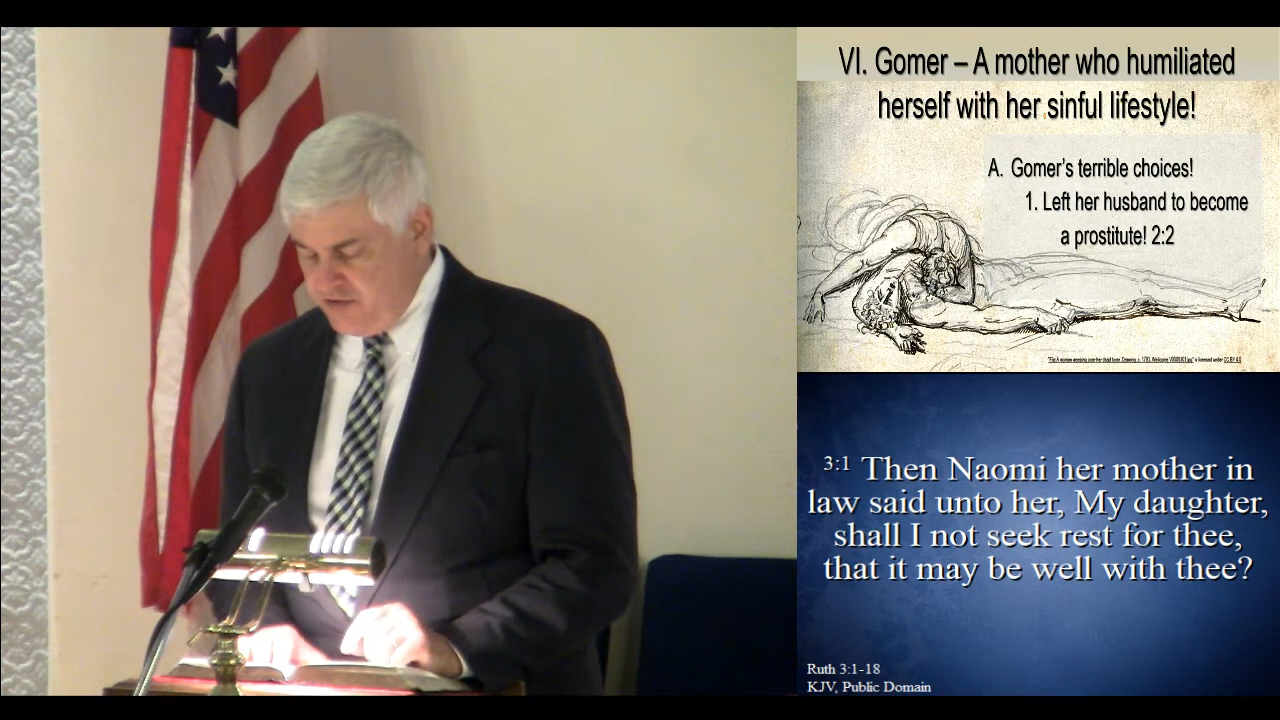 VI. Gomer – A mother who humiliated
herself with her sinful lifestyle!
A. Gomer's terrible choices!
1. Left her husband to become
a prostitute! 2:2
3:1 Then Naomi her mother in
law said unto her, My daughter,
shall I not seek rest for thee,
that it may be well with thee?
Ruth 3:1-18
KJV, Public Domain